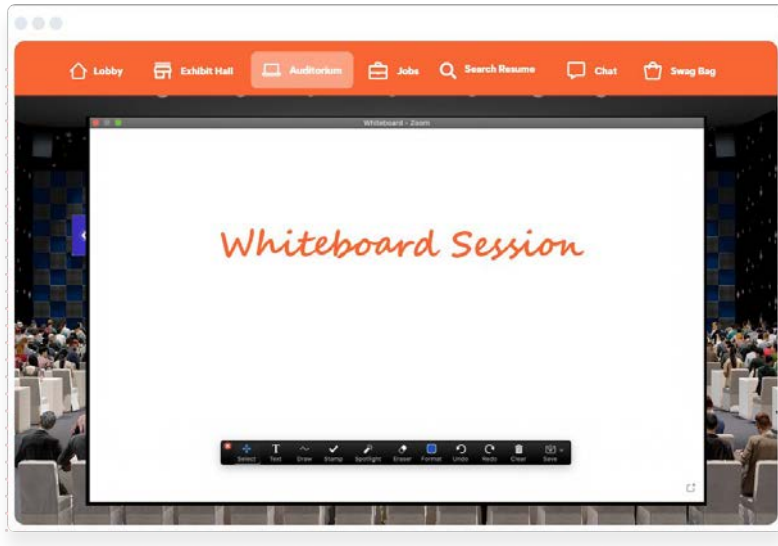 Lobby Exhibit Hall Auditorium Jobs Search Resume Chat Swag Bag
Whiteboard - Zoom
Whiteboard Session
Select Text Draw Stamp Spotlight Eraser Format Undo Redo Clear Save